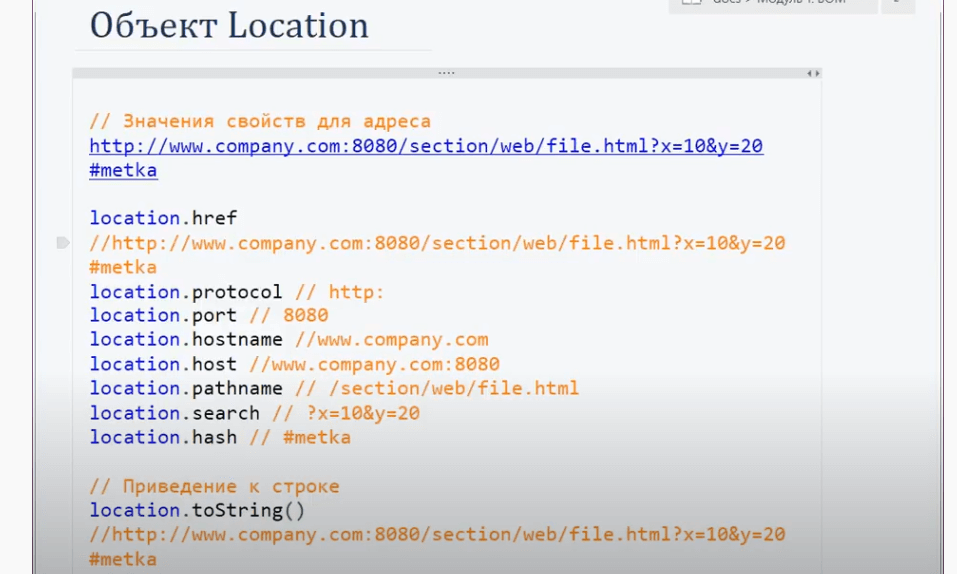 docs > Модуль 1. BOM
Объект Location
// Значения свойств для адреса
http://www.company.com:8080/section/web/file.html?x=10&y=20
#metka
location.href
//http://www.company.com:8080/section/web/file.html?x=10&y=20
#metka
location.protocol // http:
location.port // 8080
location.hostname //www.company.com
location.host //www.company.com:8080
location.pathname // /section/web/file.html
location.search // ?x=10&y=20
location.hash // #metka
// Приведение к строке
location.toString()
//http://www.company.com:8080/section/web/file.html?x=10&y=20
#metka